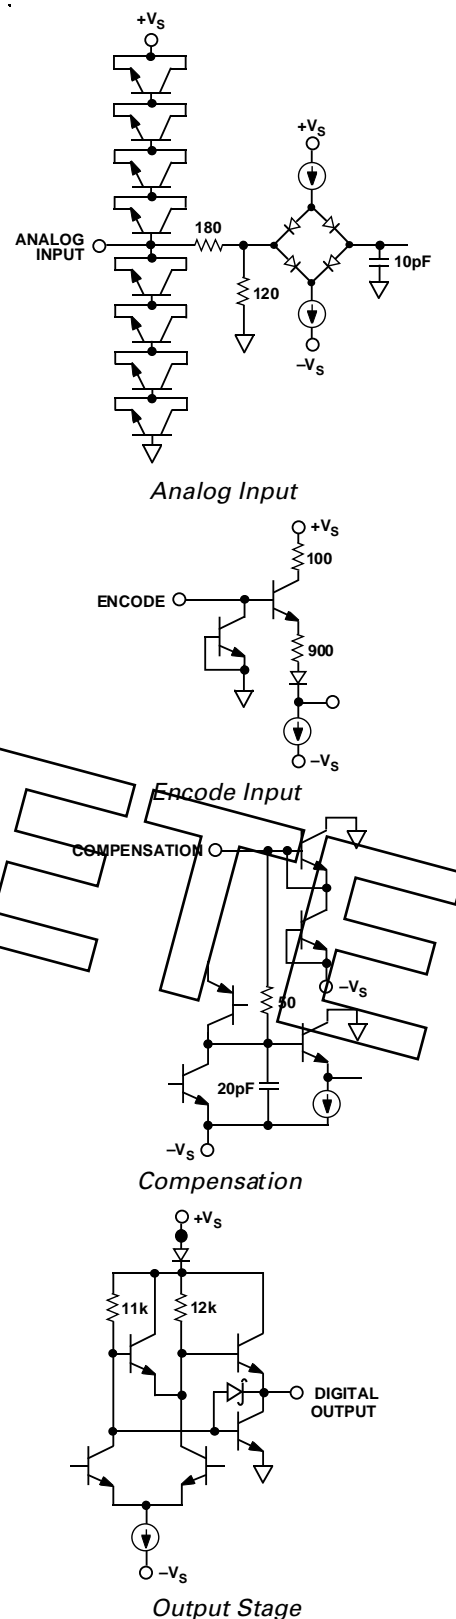 +VS
+VS
180
ANALOG
INPUT
10pF
120
−VS
Analog Input
+VS
100
ENCODE
900
−VS
Encode Input
COMPENSATION
−VS
50
20pF
−VS
Compensation
+VS
11k
12k
DIGITAL
OUTPUT
−VS
Output Stage